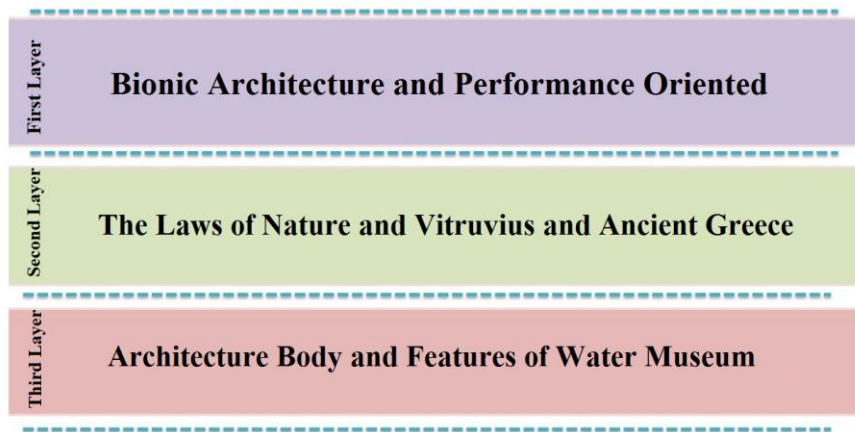 First Layer
Bionic Architecture and Performance Oriented
Second Layer
The Laws of Nature and Vitruvius and Ancient Greece
Third Layer
Architecture Body and Features of Water Museum